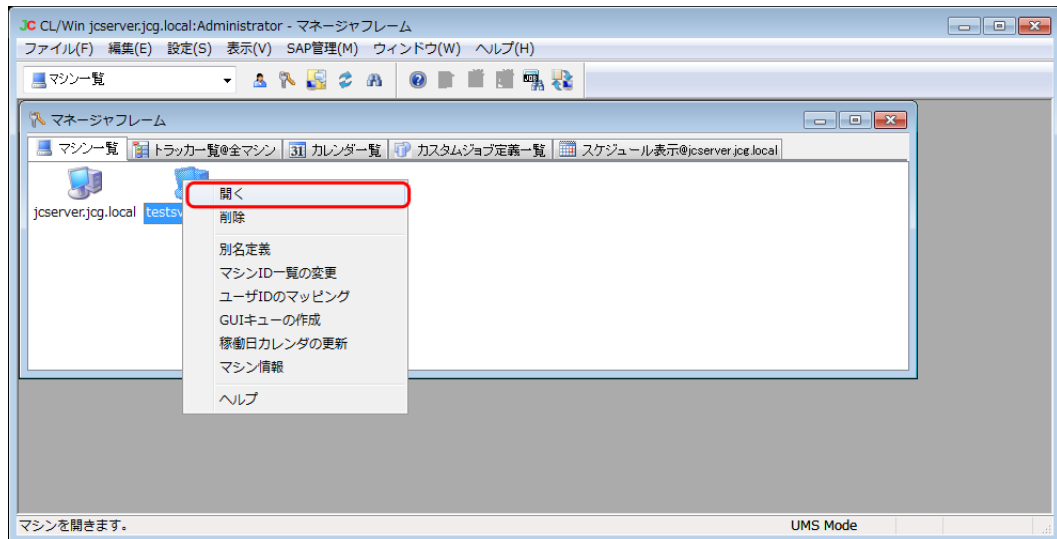 JC CL/Win jcserver.jcg.local:Administrator - マネージャフレーム
ファイル(F) 編集(E) 設定(S) 表示(V) SAP管理(M) ウィンドウ(W) ヘルプ(H)
マシン一覧
マネージャフレーム
マシン一覧 トラッカー一覧@全マシン 31 カレンダー一覧 カスタムジョブ定義一覧 スケジュール表示@jcserver.jcg.local
jcserver.jcg.local
開く
削除
別名定義
マシンID一覧の変更
ユーザIDのマッピング
GUIキューの作成
稼働日カレンダの更新
マシン情報
ヘルプ
マシンを開きます。 UMS Mode